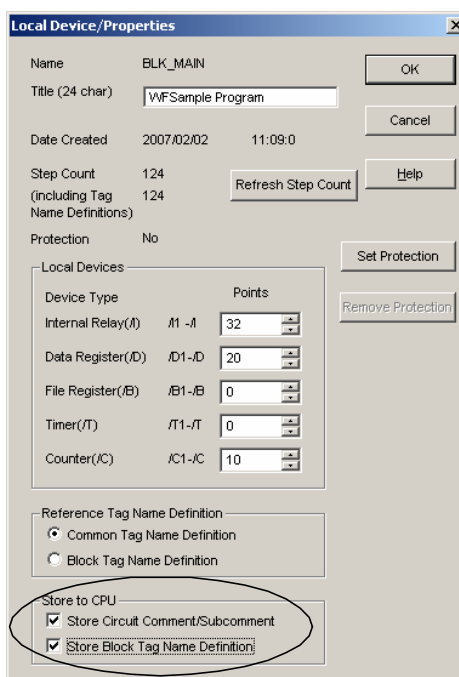 Local Device/Properties
Name BLK_MAIN
OK
Title (24 char) WFSample Program
Cancel
Date Created 2007/02/02 11:09:0
Step Count 124
Refresh Step Count
Help
(including Tag Name Definitions) 124
Protection No
Set Protection
Remove Protection
Local Devices
Device Type Points
Internal Relay(/I) /I1 -/I 32
Data Register(/D) /D1-/D 20
File Register(/B) /B1-/B 0
Timer(/T) /T1-/T 0
Counter(/C) /C1-/C 10
Reference Tag Name Definition
Common Tag Name Definition
Block Tag Name Definition
Store to CPU
Store Circuit Comment/Subcomment
Store Block Tag Name Definition